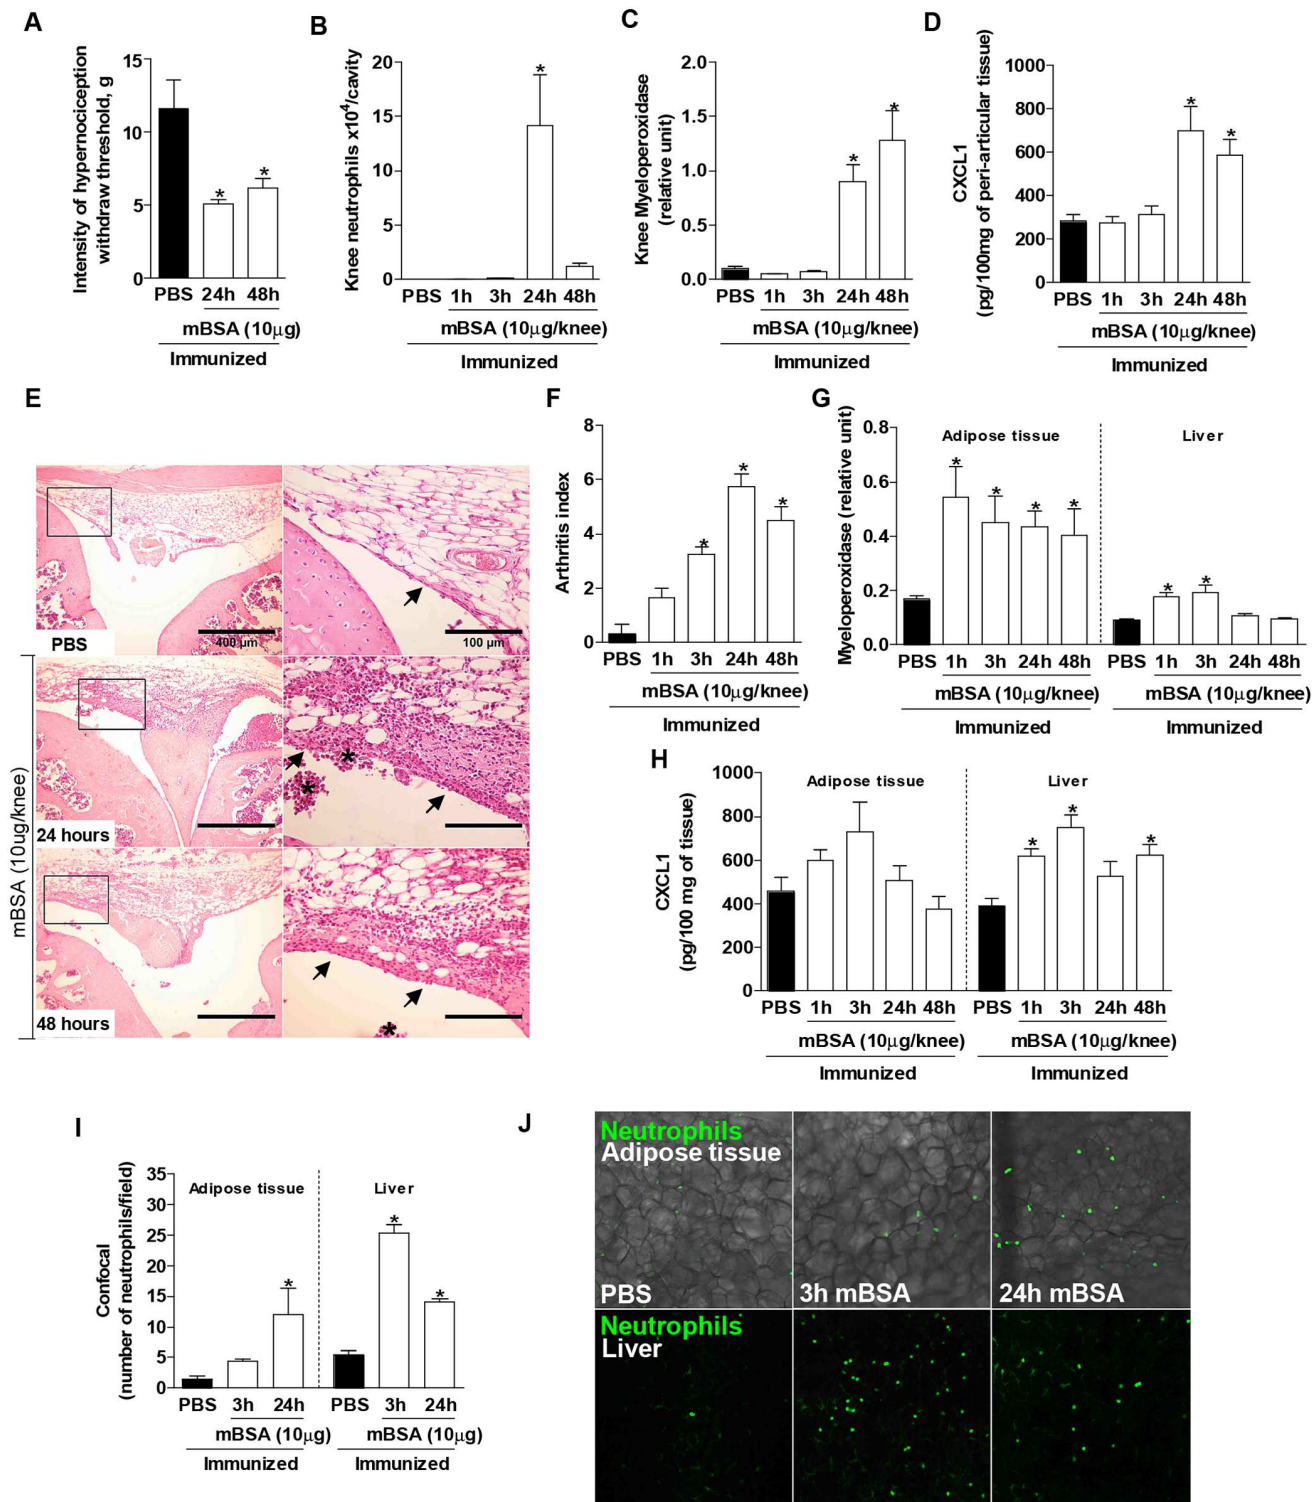 A
Intensity of hypernociception
withdraw threshold, g
15
10
5
0
PBS 24h 48h
mBSA (10µg)
Immunized
B
Knee neutrophils x10⁴/cavity
20
15
10
5
0
*
PBS 1h 3h 24h 48h
mBSA (10µg/knee)
Immunized
C
Knee Myeloperoxidase
(relative unit)
2.0
1.5
1.0
0.5
0.0
* *
PBS 1h 3h 24h 48h
mBSA (10µg/knee)
Immunized
D
CXCL1
(pg/100mg of peri-articular tissue)
1000
800
600
400
200
0
* *
PBS 1h 3h 24h 48h
mBSA (10µg/knee)
Immunized
E
PBS
400 µm
100 µm
mBSA (10ug/knee)
24 hours
48 hours
F
Arthritis index
8
6
4
2
0
* * *
PBS 1h 3h 24h 48h
mBSA (10µg/knee)
Immunized
G
Myeloperoxidase (relative unit)
0.8
0.6
0.4
0.2
0.0
Adipose tissue
Liver
* * * * * *
PBS 1h 3h 24h 48h PBS 1h 3h 24h 48h
mBSA (10µg/knee) mBSA (10µg/knee)
Immunized Immunized
H
CXCL1
(pg/100 mg of tissue)
1000
800
600
400
200
0
Adipose tissue
Liver
* * *
PBS 1h 3h 24h 48h PBS 1h 3h 24h 48h
mBSA (10µg/knee) mBSA (10µg/knee)
Immunized Immunized
I
Confocal
(number of neutrophils/field)
35
30
25
20
15
10
5
0
Adipose tissue
Liver
* * *
PBS 3h 24h PBS 3h 24h
mBSA (10µg) mBSA (10µg)
Immunized Immunized
J
Neutrophils
Adipose tissue
PBS
3h mBSA
24h mBSA
Neutrophils
Liver